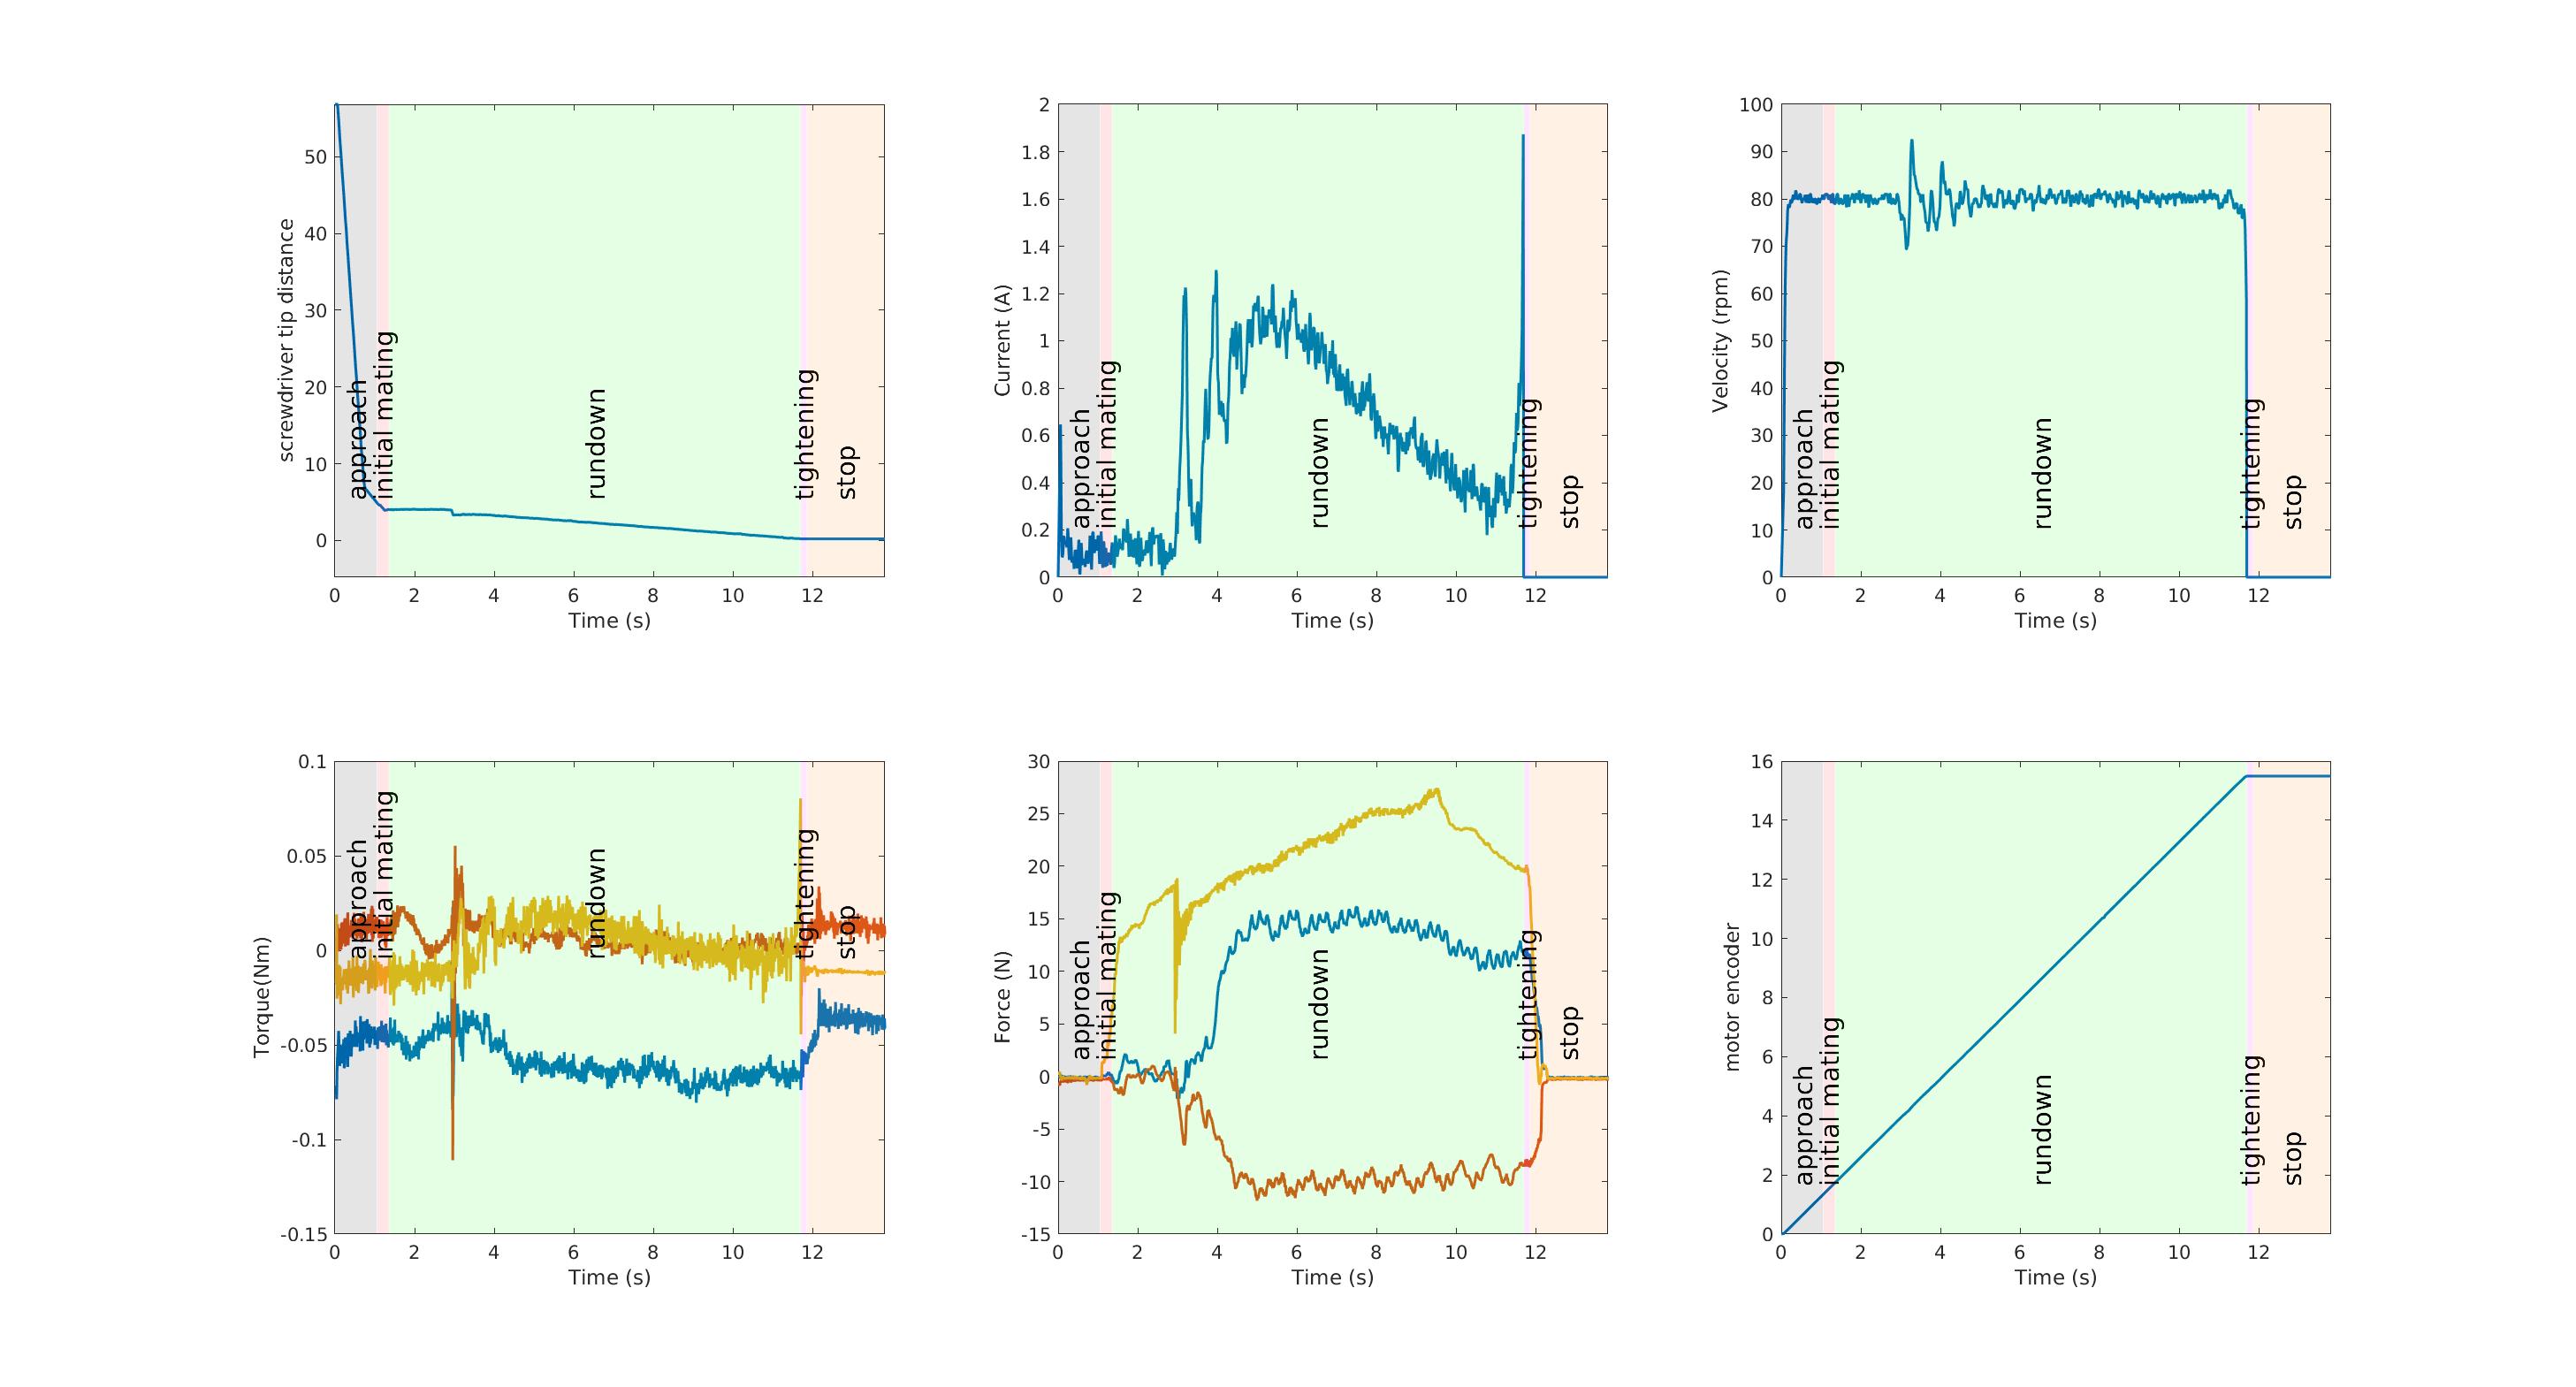 screwdriver tip distance
50
40
30
20
10
0
approach
initial mating
rundown
tightening
stop
0 2 4 6 8 10 12
Time (s)
Current (A)
2
1.8
1.6
1.4
1.2
1
0.8
0.6
0.4
0.2
0
approach
initial mating
rundown
tightening
stop
0 2 4 6 8 10 12
Time (s)
Velocity (rpm)
100
90
80
70
60
50
40
30
20
10
0
approach
initial mating
rundown
tightening
stop
0 2 4 6 8 10 12
Time (s)
Torque(Nm)
0.1
0.05
0
-0.05
-0.1
-0.15
approach
initial mating
rundown
tightening
stop
0 2 4 6 8 10 12
Time (s)
Force (N)
30
25
20
15
10
5
0
-5
-10
-15
approach
initial mating
rundown
tightening
stop
0 2 4 6 8 10 12
Time (s)
motor encoder
16
14
12
10
8
6
4
2
0
approach
initial mating
rundown
tightening
stop
0 2 4 6 8 10 12
Time (s)